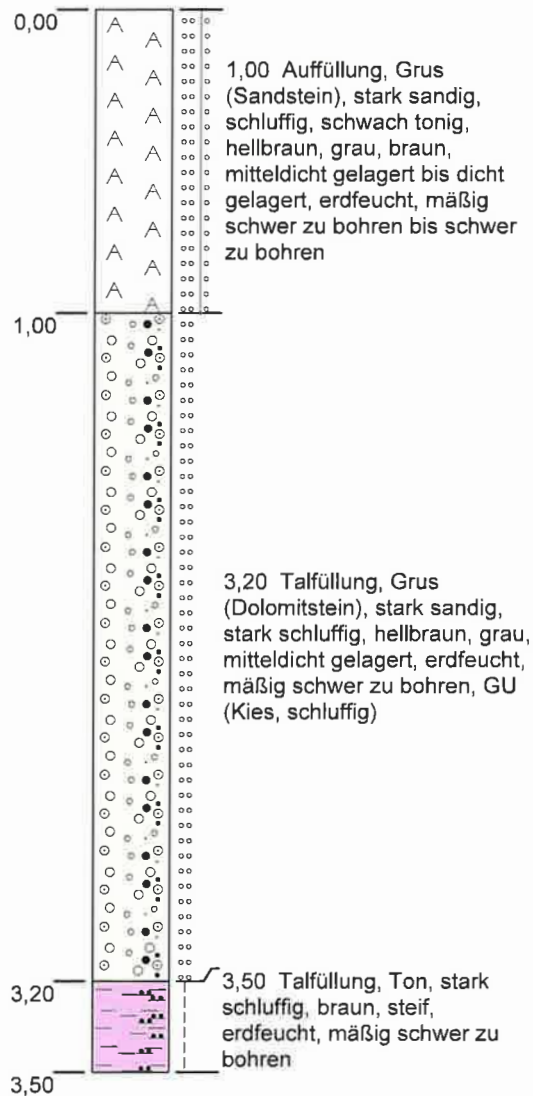 0,00
1,00 Auffüllung, Grus
(Sandstein), stark sandig,
schluffig, schwach tonig,
hellbraun, grau, braun,
mitteldicht gelagert bis dicht
gelagert, erdfeucht, mäßig
schwer zu bohren bis schwer
zu bohren
1,00
3,20 Talfüllung, Grus
(Dolomitstein), stark sandig,
stark schluffig, hellbraun, grau,
mitteldicht gelagert, erdfeucht,
mäßig schwer zu bohren, GU
(Kies, schluffig)
3,20
3,50 Talfüllung, Ton, stark
schluffig, braun, steif,
erdfeucht, mäßig schwer zu
bohren
3,50